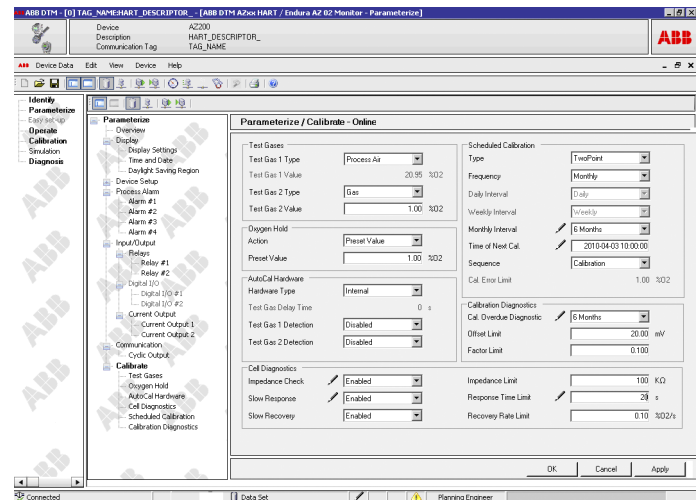 ABB DTM - [0] TAG_NAME:HART_DESCRIPTOR_ - [ABB DTM AZxx HART / Endura AZ 02 Monitor - Parameterize]
Device AZ200
Description HART_DESCRIPTOR_
Communication Tag TAG_NAME
ABB
ABB Device Data Edit View Device Help
Identify
Parameterize
Easy set-up
Operate
Calibration
Simulation
Diagnosis
Parameterize
Overview
Display
Display Settings
Time and Date
Daylight Saving Region
Device Setup
Process Alarm
Alarm #1
Alarm #2
Alarm #3
Alarm #4
Input/Output
Relays
Relay #1
Relay #2
Digital I/O
Digital I/O #1
Digital I/O #2
Current Output
Current Output 1
Current Output 2
Communication
Cyclic Output
Calibrate
Test Gases
Oxygen Hold
AutoCal Hardware
Cell Diagnostics
Scheduled Calibration
Calibration Diagnostics
Parameterize / Calibrate - Online
Test Gases
Test Gas 1 Type Process Air
Test Gas 1 Value 20.95 %O2
Test Gas 2 Type Gas
Test Gas 2 Value 1.00 %O2
Oxygen Hold
Action Preset Value
Preset Value 1.00 %O2
AutoCal Hardware
Hardware Type Internal
Test Gas Delay Time 0 s
Test Gas 1 Detection Disabled
Test Gas 2 Detection Disabled
Scheduled Calibration
Type TwoPoint
Frequency Monthly
Daily Interval Daily
Weekly Interval Weekly
Monthly Interval 6 Months
Time of Next Cal. 2010-04-03 10:00:00
Sequence Calibration
Cal. Error Limit 1.00 %O2
Calibration Diagnostics
Cal. Overdue Diagnostic 6 Months
Offset Limit 20.00 mV
Factor Limit 0.100
Cell Diagnostics
Impedance Check Enabled Impedance Limit 100 KΩ
Slow Response Enabled Response Time Limit 20 s
Slow Recovery Enabled Recovery Rate Limit 0.10 %O2/s
OK Cancel Apply
Connected Data Set Planning Engineer